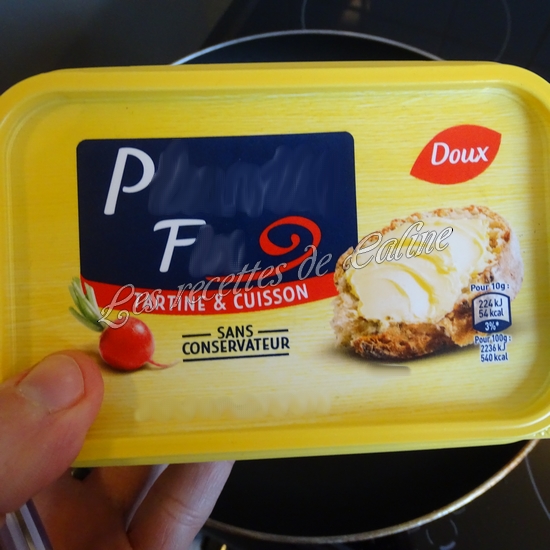 P
F
Doux
Les recettes de Caline
TARTINE & CUISSON
SANS
CONSERVATEUR
Pour 10g :
224 kJ
54 kcal
3%*
Pour 100g :
2236 kJ
540 kcal